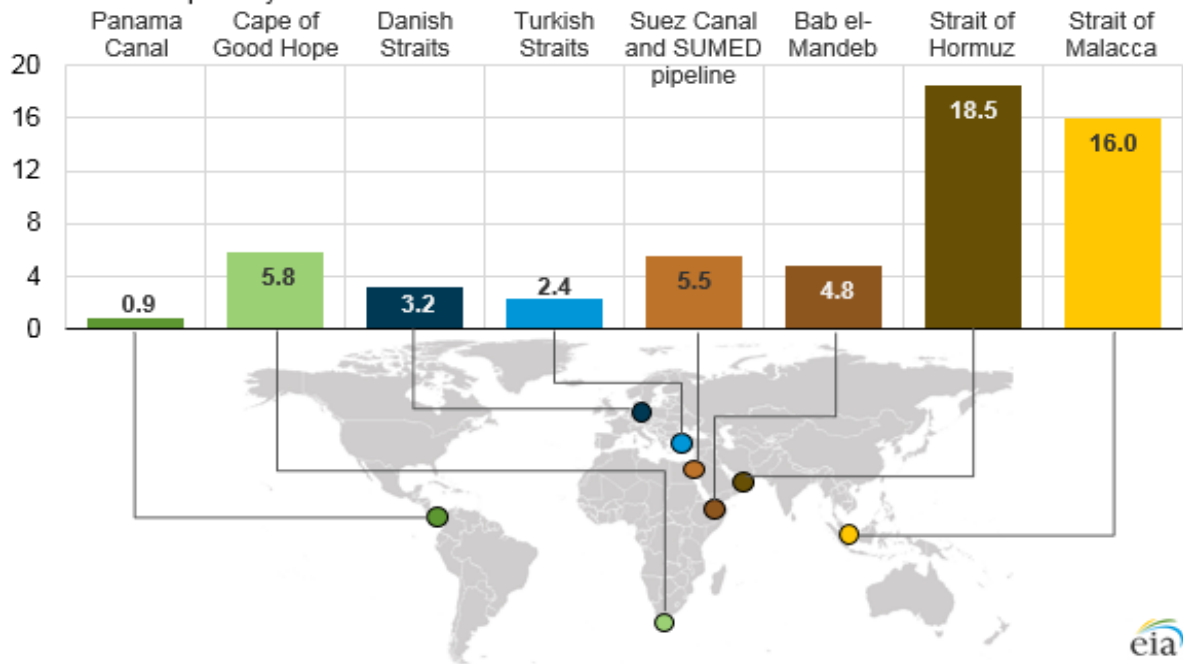 Panama
Canal
Cape of
Good Hope
Danish
Straits
Turkish
Straits
Suez Canal
and SUMED
pipeline
Bab el-
Mandeb
Strait of
Hormuz
Strait of
Malacca
20
16
12
8
4
0
0.9
5.8
3.2
2.4
5.5
4.8
18.5
16.0
eia